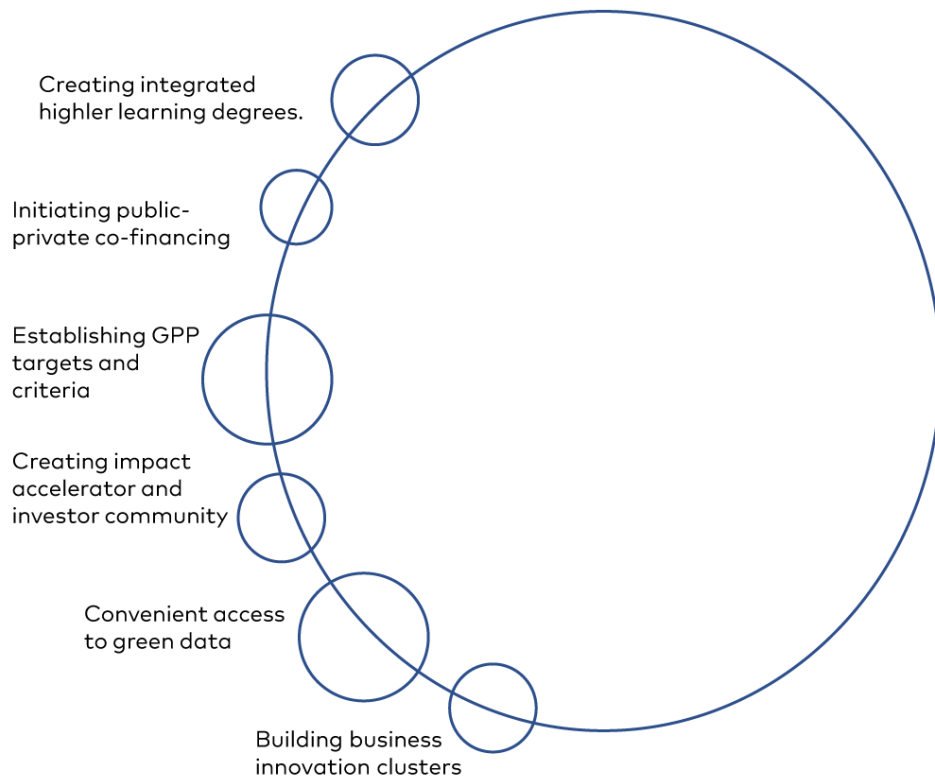 Creating integrated
highler learning degrees.
Initiating public-
private co-financing
Establishing GPP
targets and
criteria
Creating impact
accelerator and
investor community
Convenient access
to green data
Building business
innovation clusters